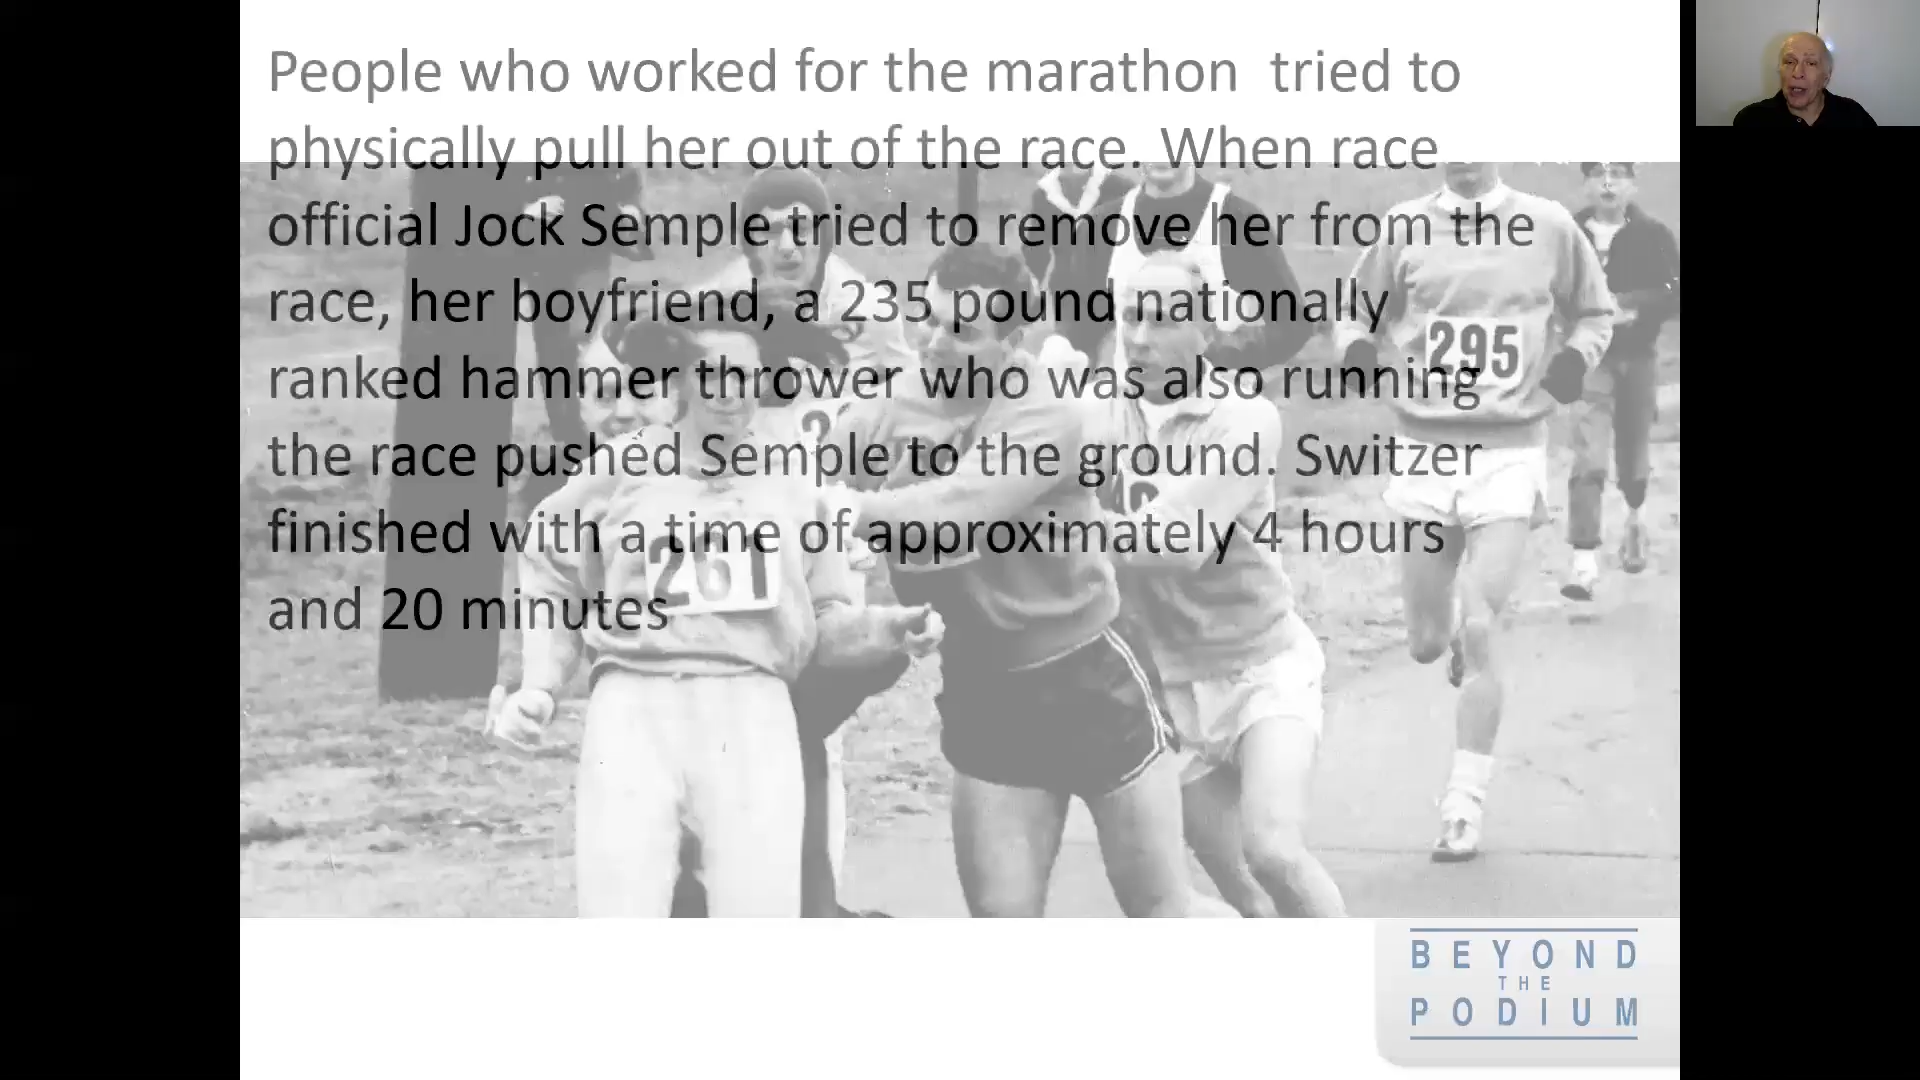 People who worked for the marathon  tried to
physically pull her out of the race. When race
official Jock Semple tried to remove her from the
race, her boyfriend, a 235 pound nationally
ranked hammer thrower who was also running
the race pushed Semple to the ground. Switzer
finished with a time of approximately 4 hours
and 20 minutes
295
261
BEYOND
THE
PODIUM